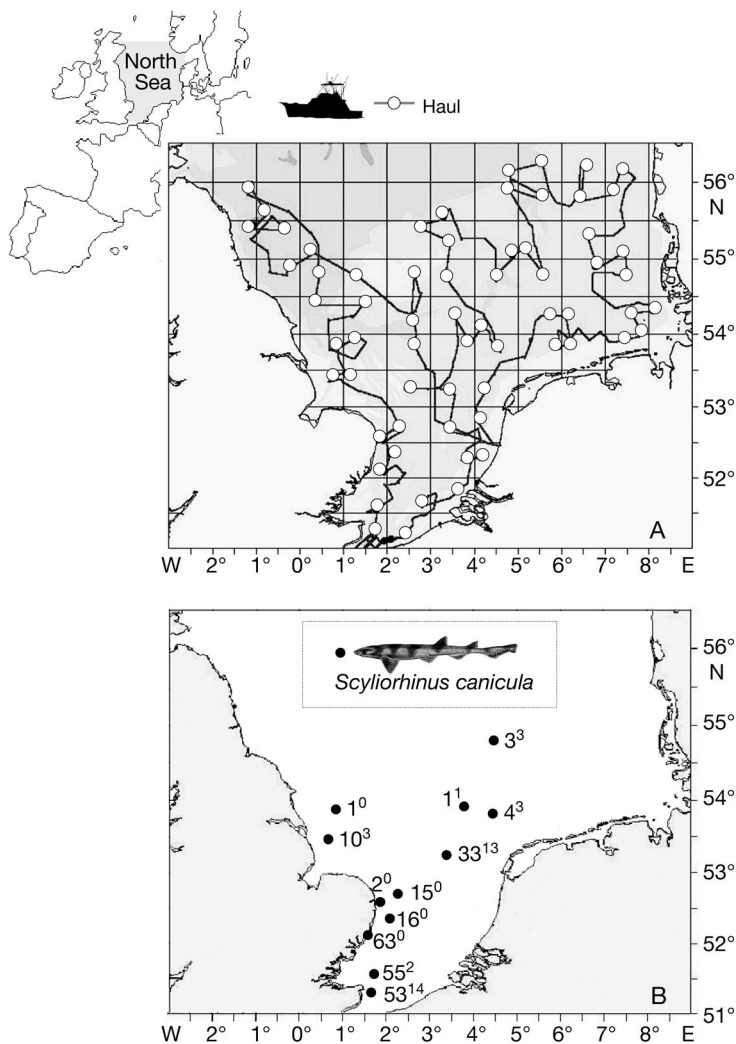 North
Sea
Haul
56°
N
55°
54°
53°
52°
A
W 2° 1° 0° 1° 2° 3° 4° 5° 6° 7° 8° E
56°
N
Scyliorhinus canicula
55°
3³
54°
1⁰
1¹
4³
10³
33¹³
53°
2⁰
15⁰
16⁰
63⁰
52°
55²
53¹⁴
B
51°
W 2° 1° 0° 1° 2° 3° 4° 5° 6° 7° 8° E